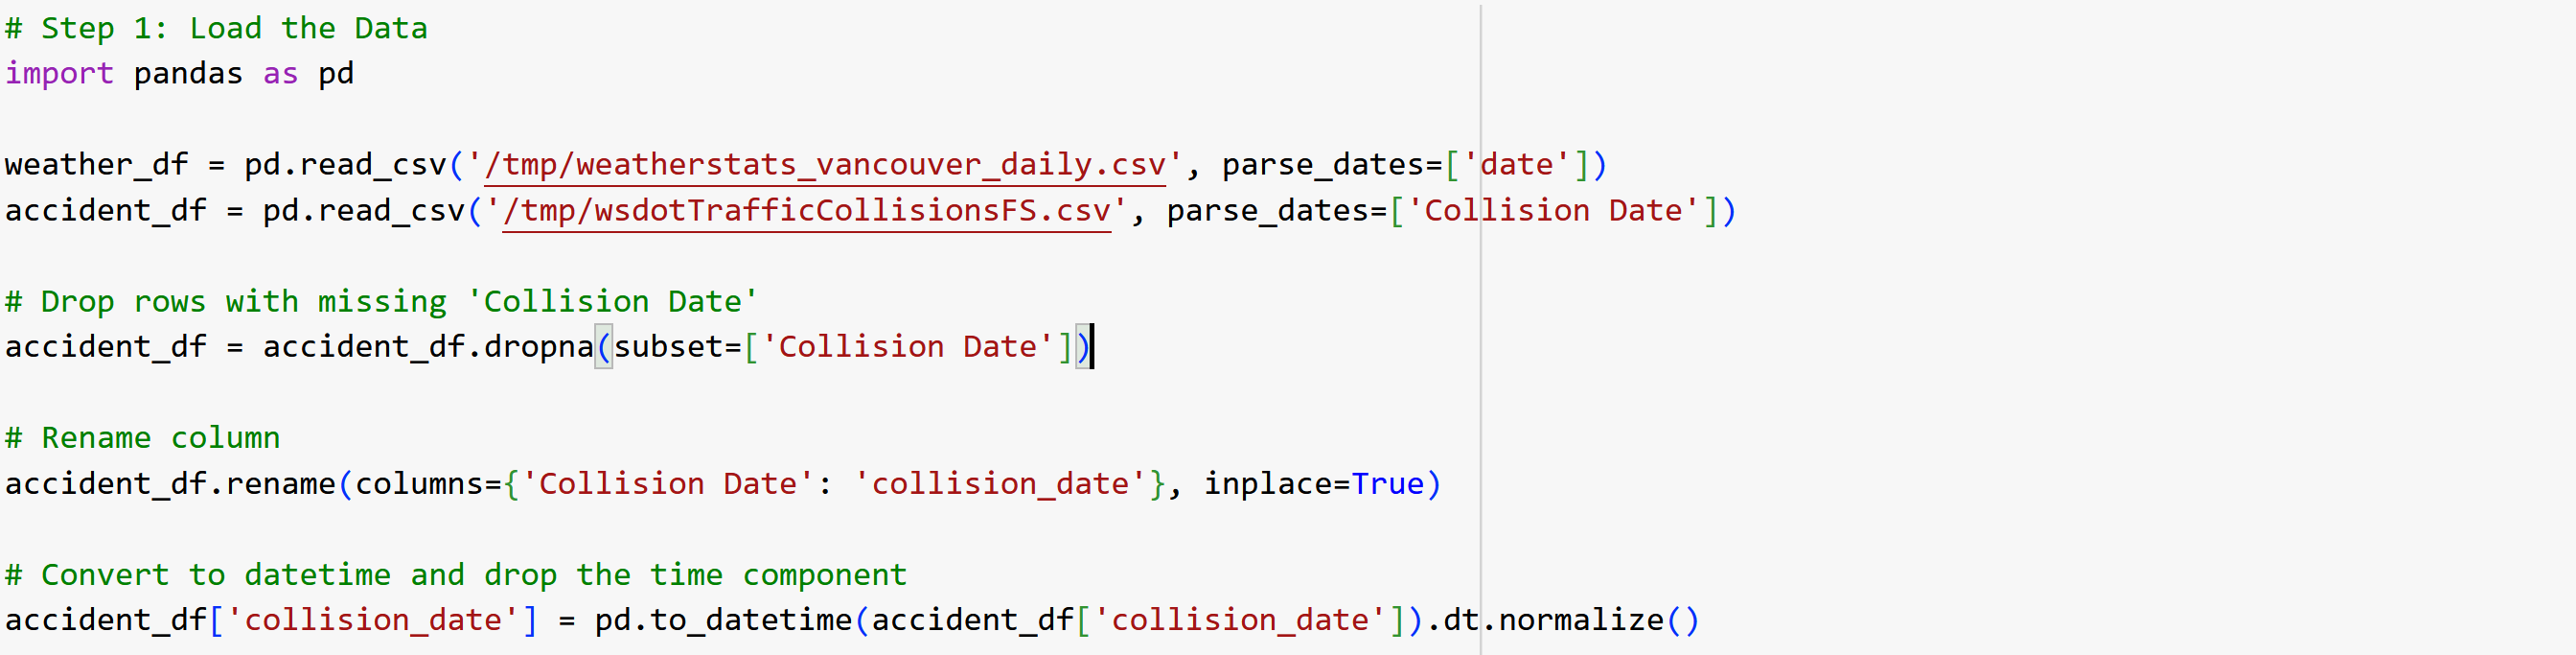 # Step 1: Load the Data
import pandas as pd
weather_df = pd.read_csv('/tmp/weatherstats_vancouver_daily.csv', parse_dates=['date'])
accident_df = pd.read_csv('/tmp/wsdotTrafficCollisionsFS.csv', parse_dates=['Collision Date'])
# Drop rows with missing 'Collision Date'
accident_df = accident_df.dropna(subset=['Collision Date'])
# Rename column
accident_df.rename(columns={'Collision Date': 'collision_date'}, inplace=True)
# Convert to datetime and drop the time component
accident_df['collision_date'] = pd.to_datetime(accident_df['collision_date']).dt.normalize()